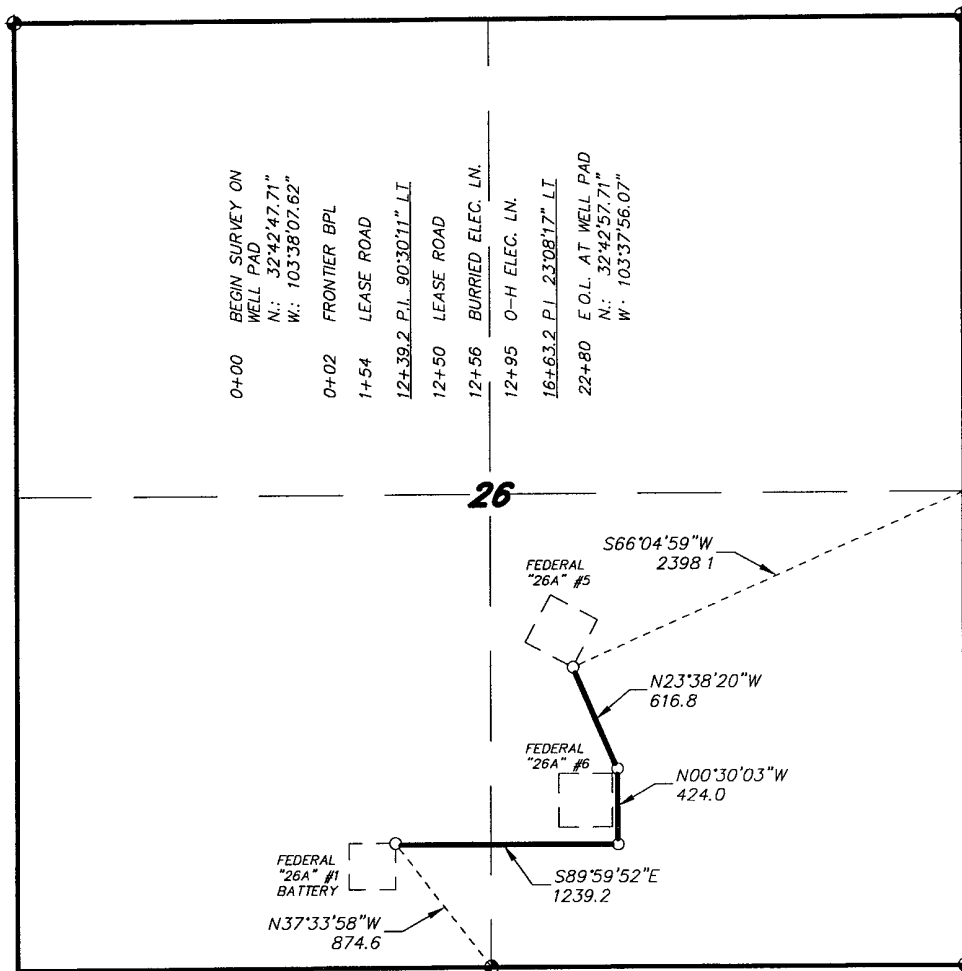 0+00 BEGIN SURVEY ON
WELL PAD
N.: 32°42'47.71"
W.: 103°38'07.62"
0+02 FRONTIER BPL
1+54 LEASE ROAD
12+39.2 P.I. 90°30'11" LT
12+50 LEASE ROAD
12+56 BURRIED ELEC. LN.
12+95 O-H ELEC. LN.
16+63.2 P.I 23°08'17" LT
22+80 E O.L. AT WELL PAD
N.: 32°42'57.71"
W· 103°37'56.07"
26
S66°04'59"W
2398 1
FEDERAL
"26A" #5
N23°38'20"W
616.8
FEDERAL
"26A" #6
N00°30'03"W
424.0
FEDERAL
"26A" #1
BATTERY
S89°59'52"E
1239.2
N37°33'58"W
874.6